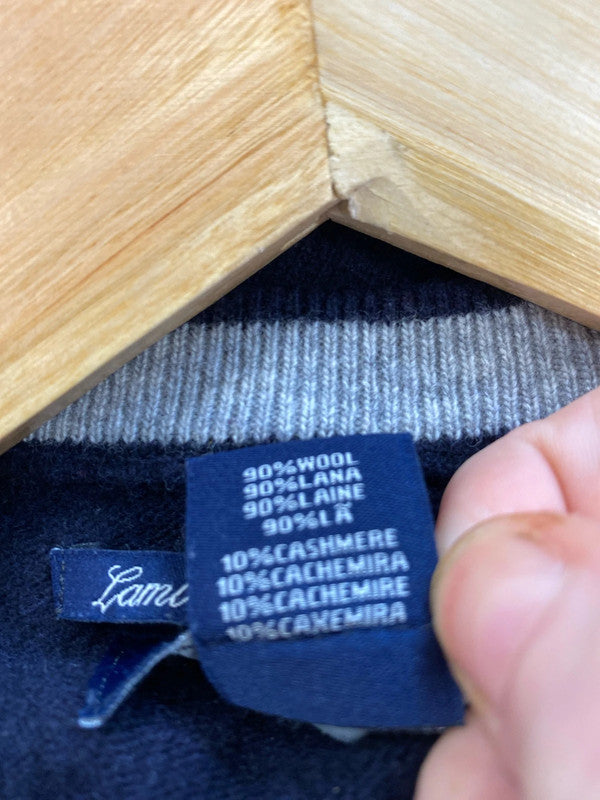 90%WOOL
90%LANA
90%LAINE
90%LÃ
10%CASHMERE
10%CACHEMIRA
10%CACHEMIRE
10%CAXEMIRA